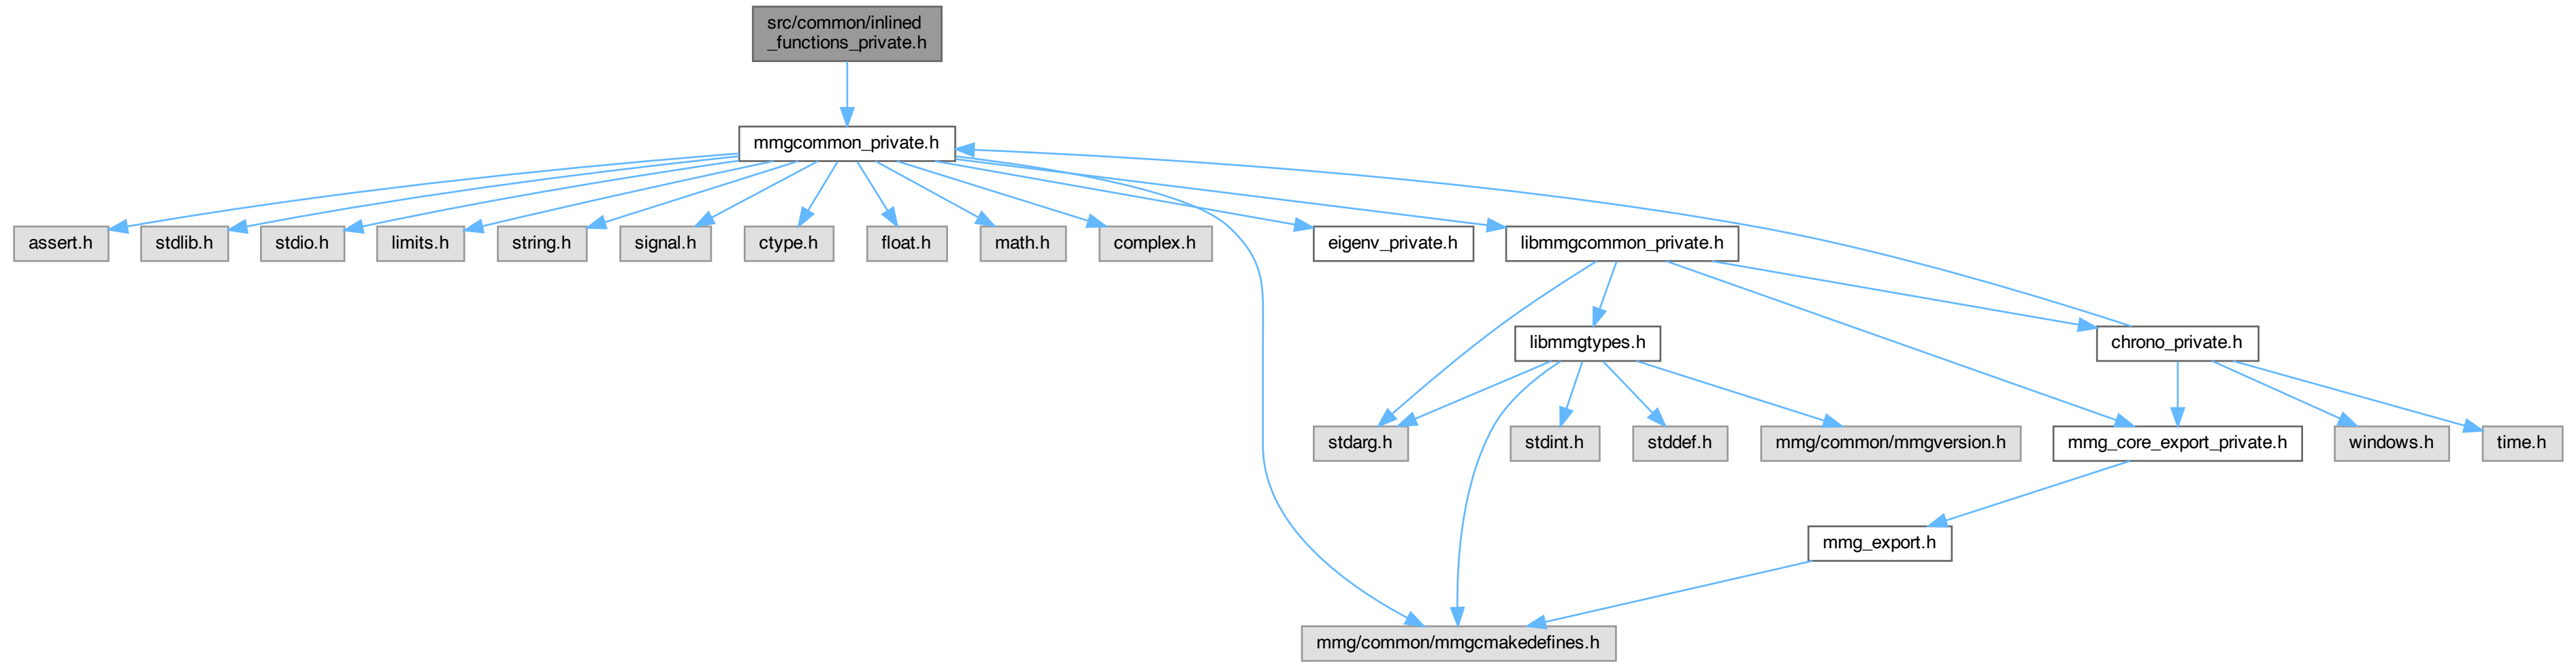 src/common/inlined
_functions_private.h
mmgcommon_private.h
assert.h
stdlib.h
stdio.h
limits.h
string.h
signal.h
ctype.h
float.h
math.h
complex.h
eigenv_private.h
libmmgcommon_private.h
libmmgtypes.h
chrono_private.h
stdarg.h
stdint.h
stddef.h
mmg/common/mmgversion.h
mmg_core_export_private.h
windows.h
time.h
mmg_export.h
mmg/common/mmgcmakedefines.h